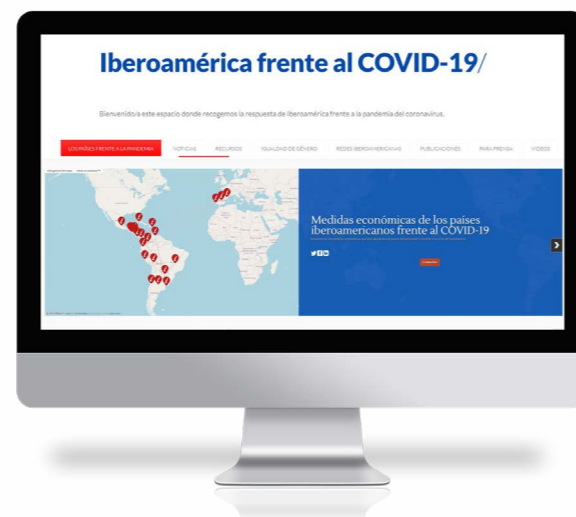 Iberoamérica frente al COVID-19/
Bienvenido/a este espacio donde recogemos la respuesta de Iberoamérica frente a la pandemia del coronavirus.
LOS PAÍSES FRENTE A LA PANDEMIA NOTICIAS RECURSOS IGUALDAD DE GÉNERO REDES IBEROAMERICANAS PUBLICACIONES PARA PRENSA VIDEOS
Medidas económicas de los países
iberoamericanos frente al COVID-19